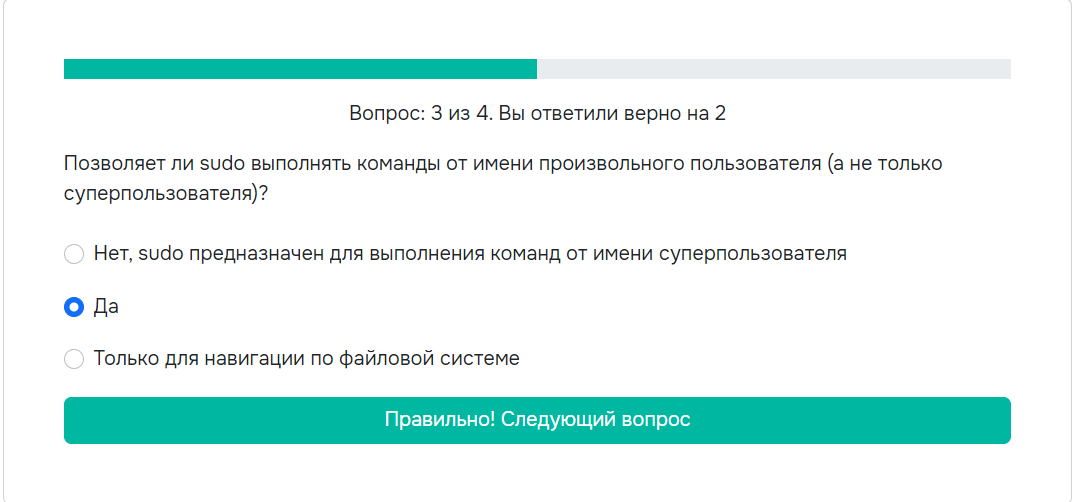 Вопрос: 3 из 4. Вы ответили верно на 2
Позволяет ли sudo выполнять команды от имени произвольного пользователя (а не только
суперпользователя)?
Нет, sudo предназначен для выполнения команд от имени суперпользователя
Да
Только для навигации по файловой системе
Правильно! Следующий вопрос